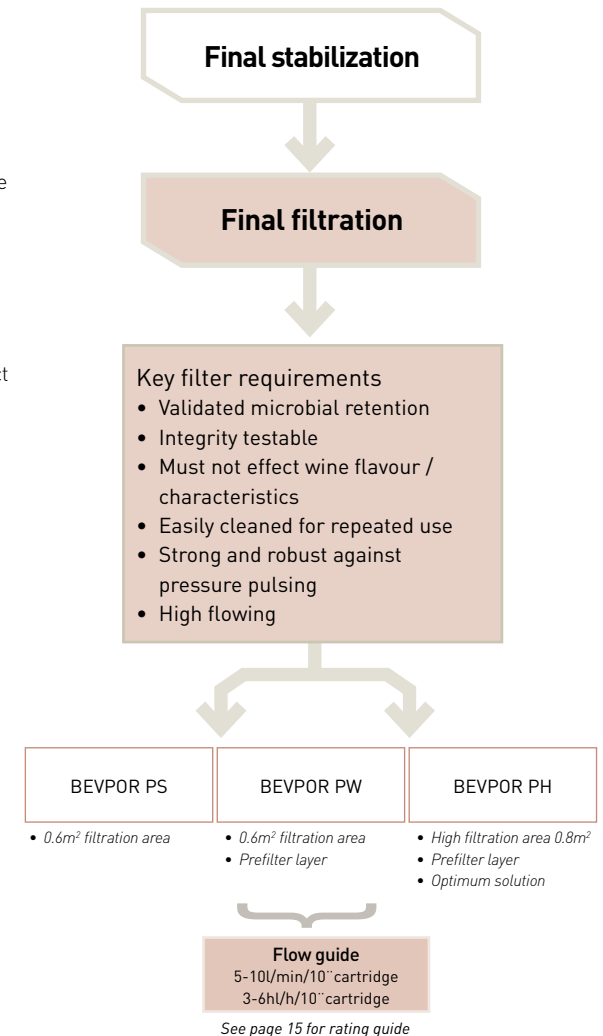 Final stabilization
e
Final filtration
ct
Key filter requirements
• Validated microbial retention
• Integrity testable
• Must not effect wine flavour /
characteristics
• Easily cleaned for repeated use
• Strong and robust against
pressure pulsing
• High flowing
BEVPOR PS
• 0.6m² filtration area
BEVPOR PW
• 0.6m² filtration area
• Prefilter layer
BEVPOR PH
• High filtration area 0.8m²
• Prefilter layer
• Optimum solution
Flow guide
5-10l/min/10¨cartridge
3-6hl/h/10¨cartridge
See page 15 for rating guide